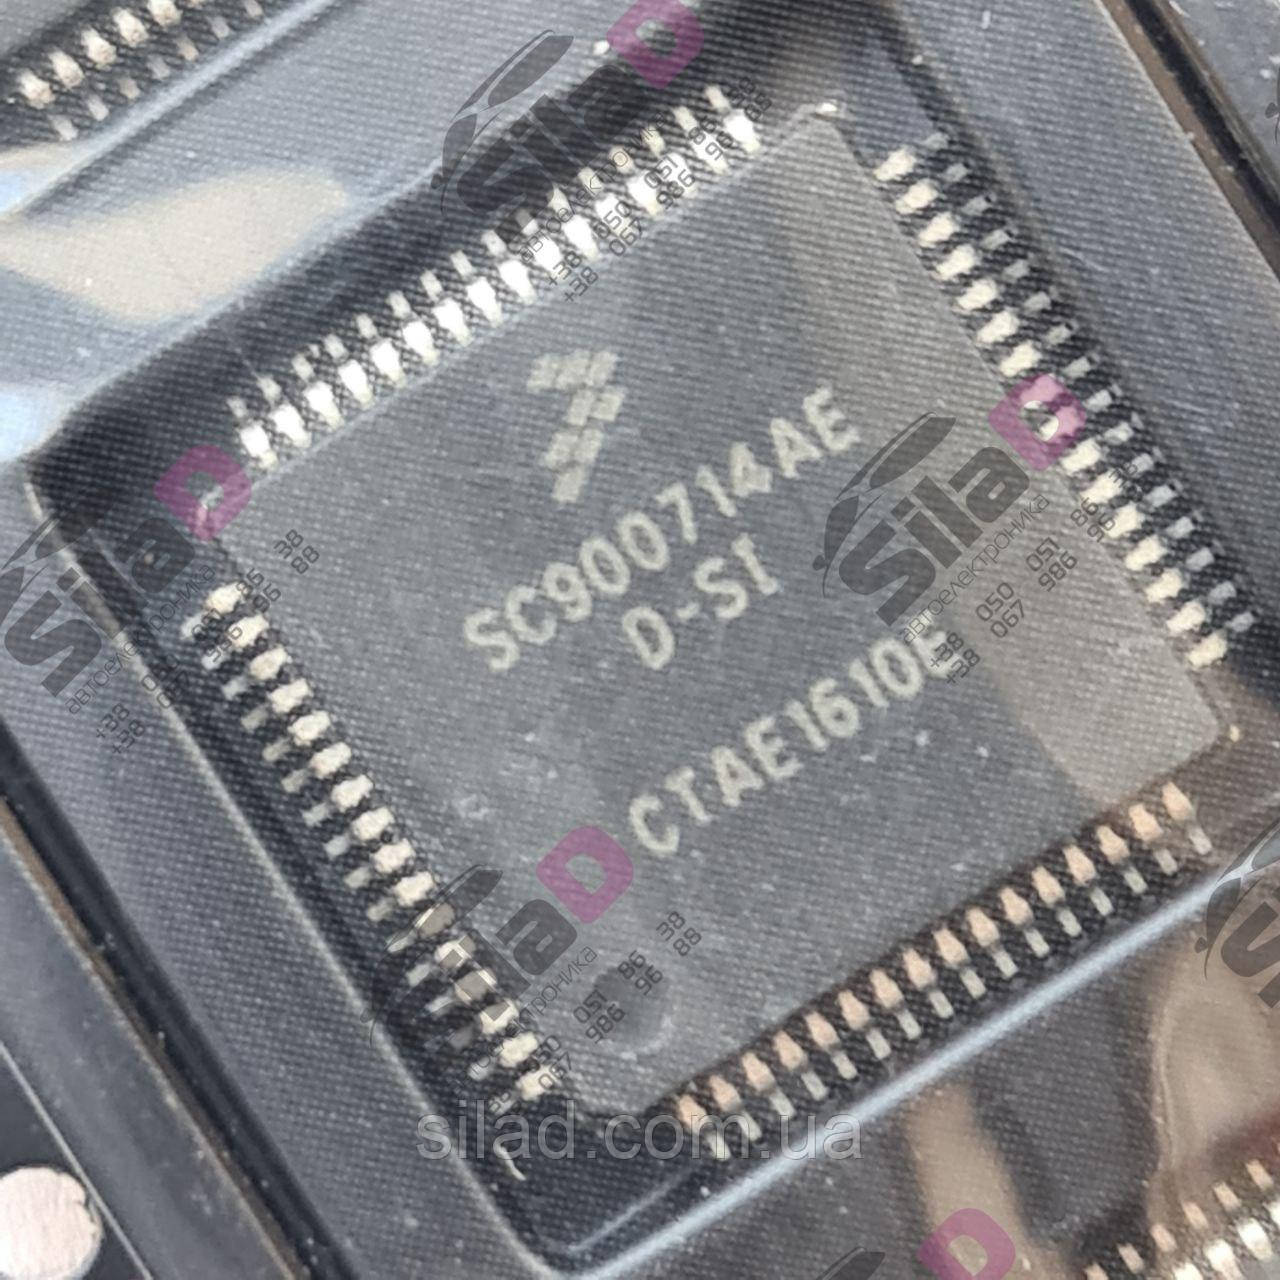 SC900714AE
D-SI
CTAE1610E
SilaD
автоелектроніка
+38 050 051 86 38
+38 067 986 96 88
silad.com.ua